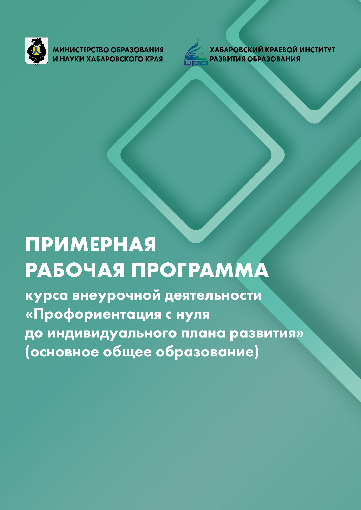 МИНИСТЕРСТВО ОБРАЗОВАНИЯ
И НАУКИ ХАБАРОВСКОГО КРАЯ
ХАБАРОВСКИЙ КРАЕВОЙ ИНСТИТУТ
РАЗВИТИЯ ОБРАЗОВАНИЯ
ИРО
ПРИМЕРНАЯ
РАБОЧАЯ ПРОГРАММА
курса внеурочной деятельности
«Профориентация с нуля
до индивидуального плана развития»
(основное общее образование)